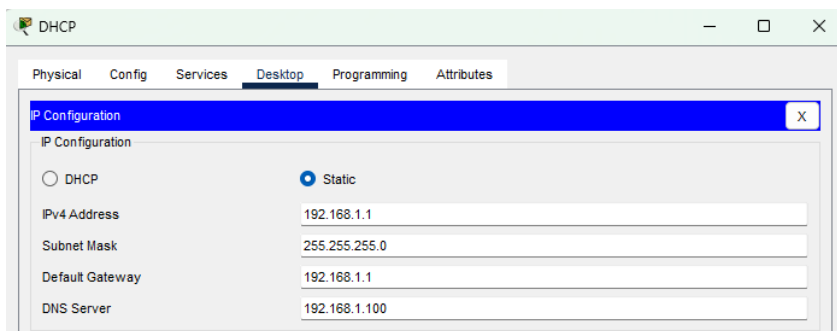 DHCP
Physical Config Services Desktop Programming Attributes
IP Configuration X
IP Configuration
DHCP Static
IPv4 Address 192.168.1.1
Subnet Mask 255.255.255.0
Default Gateway 192.168.1.1
DNS Server 192.168.1.100